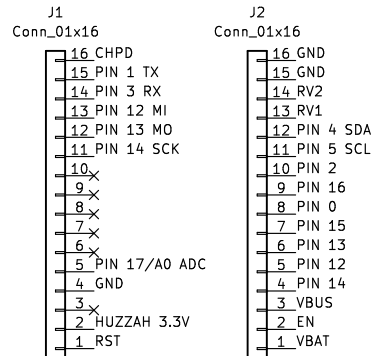 J1
Conn_01x16
16 CHPD
15 PIN 1 TX
14 PIN 3 RX
13 PIN 12 MI
12 PIN 13 MO
11 PIN 14 SCK
10
9
8
7
6
5 PIN 17/A0 ADC
4 GND
3
2 HUZZAH 3.3V
1 RST
J2
Conn_01x16
16 GND
15 GND
14 RV2
13 RV1
12 PIN 4 SDA
11 PIN 5 SCL
10 PIN 2
9 PIN 16
8 PIN 0
7 PIN 15
6 PIN 13
5 PIN 12
4 PIN 14
3 VBUS
2 EN
1 VBAT